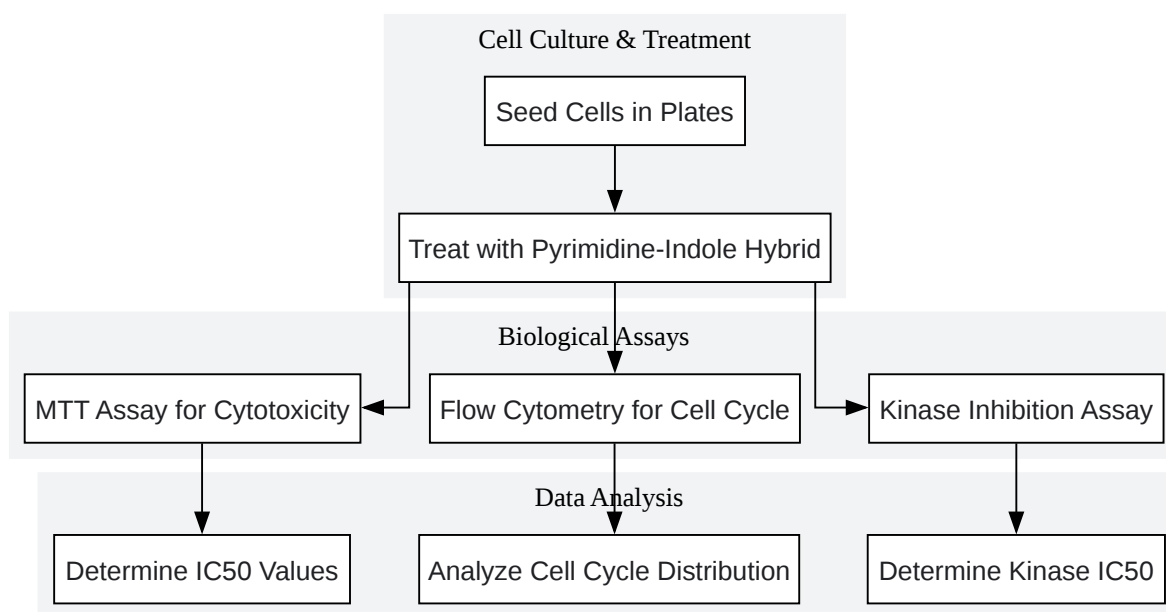 Cell Culture & Treatment
Seed Cells in Plates
Treat with Pyrimidine-Indole Hybrid
Biological Assays
MTT Assay for Cytotoxicity
Flow Cytometry for Cell Cycle
Kinase Inhibition Assay
Data Analysis
Determine IC50 Values
Analyze Cell Cycle Distribution
Determine Kinase IC50